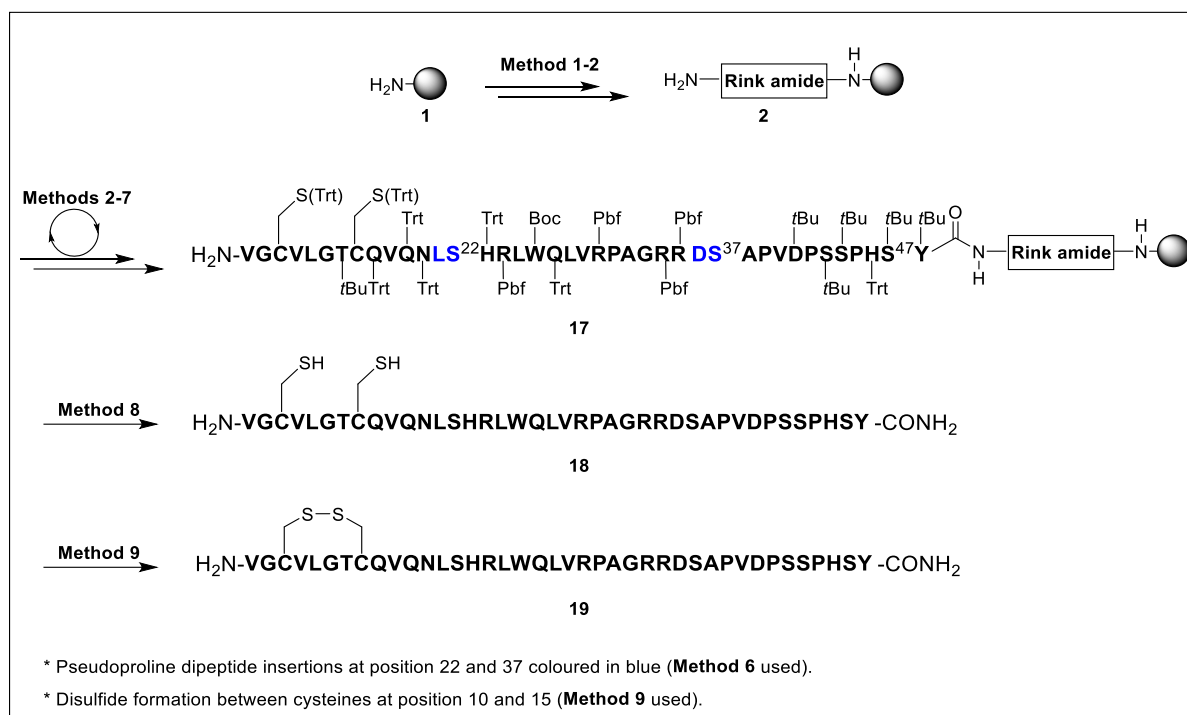 H₂N Method 1-2 H₂N Rink amide H N
1 2
Methods 2-7
S(Trt) S(Trt)
Trt Trt Boc Pbf Pbf tBu tBu tBu tBu O
H₂N-VGCVLGTCQVQNLS²²HRLWQLVRPAGRR DS³⁷APVDPSSPHS⁴⁷Y N H Rink amide H N
tBu Trt Trt Pbf Trt Pbf tBu Trt
17
SH SH
Method 8
H₂N-VGCVLGTCQVQNLSHRLWQLVRPAGRRDSAPVDPSSPHSY -CONH₂
18
S-S
Method 9
H₂N-VGCVLGTCQVQNLSHRLWQLVRPAGRRDSAPVDPSSPHSY -CONH₂
19
* Pseudoproline dipeptide insertions at position 22 and 37 coloured in blue (Method 6 used).
* Disulfide formation between cysteines at position 10 and 15 (Method 9 used).